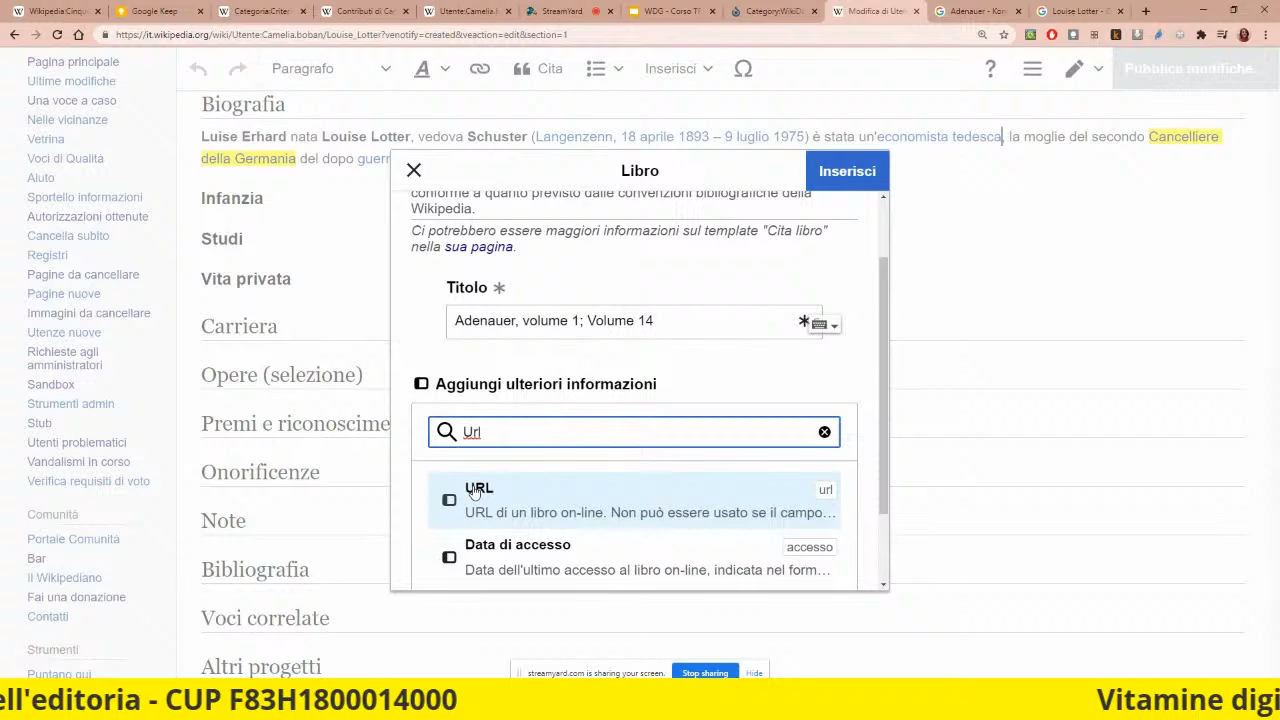 Wikipedia:Cinqu
Google Keep
Categoria:Criter
Contributi di Ca
Utente:Camelia.
StreamYard
WDG - Corso TF
Category:WikiDo
Modifica di Ute
Adenauer - Kon
Louise Lotter - C
https://it.wikipedia.org/wiki/Utente:Camelia.boban/Louise_Lotter?venotify=created&veaction=edit&section=1
Pagina principale
Ultime modifiche
Una voce a caso
Nelle vicinanze
Vetrina
Voci di Qualità
Aiuto
Sportello informazioni
Autorizzazioni ottenute
Cancella subito
Registri
Pagine da cancellare
Pagine nuove
Immagini da cancellare
Utenze nuove
Richieste agli
amministratori
Sandbox
Strumenti admin
Stub
Utenti problematici
Vandalismi in corso
Verifica requisiti di voto
Comunità
Portale Comunità
Bar
Il Wikipediano
Fai una donazione
Contatti
Strumenti
Puntano qui
Paragrafo
A
Cita
Inserisci
Ω
?
Pubblica modifiche...
Biografia
Luise Erhard nata Louise Lotter, vedova Schuster (Langenzenn, 18 aprile 1893 – 9 luglio 1975) è stata un'economista tedesca, la moglie del secondo Cancelliere
della Germania del dopo guerr
Infanzia
Studi
Vita privata
Carriera
Opere (selezione)
Premi e riconoscime
Onorificenze
Note
Bibliografia
Voci correlate
Altri progetti
Libro
Inserisci
conforme a quanto previsto dalle convenzioni bibliografiche della
Wikipedia.
Ci potrebbero essere maggiori informazioni sul template "Cita libro"
nella sua pagina.
Titolo
Adenauer, volume 1; Volume 14
Aggiungi ulteriori informazioni
Url
URL
url
URL di un libro on-line. Non può essere usato se il campo…
Data di accesso
accesso
Data dell'ultimo accesso al libro on-line, indicata nel form…
streamyard.com is sharing your screen.
Stop sharing
Hide
ell'editoria - CUP F83H1800014000
Vitamine digi